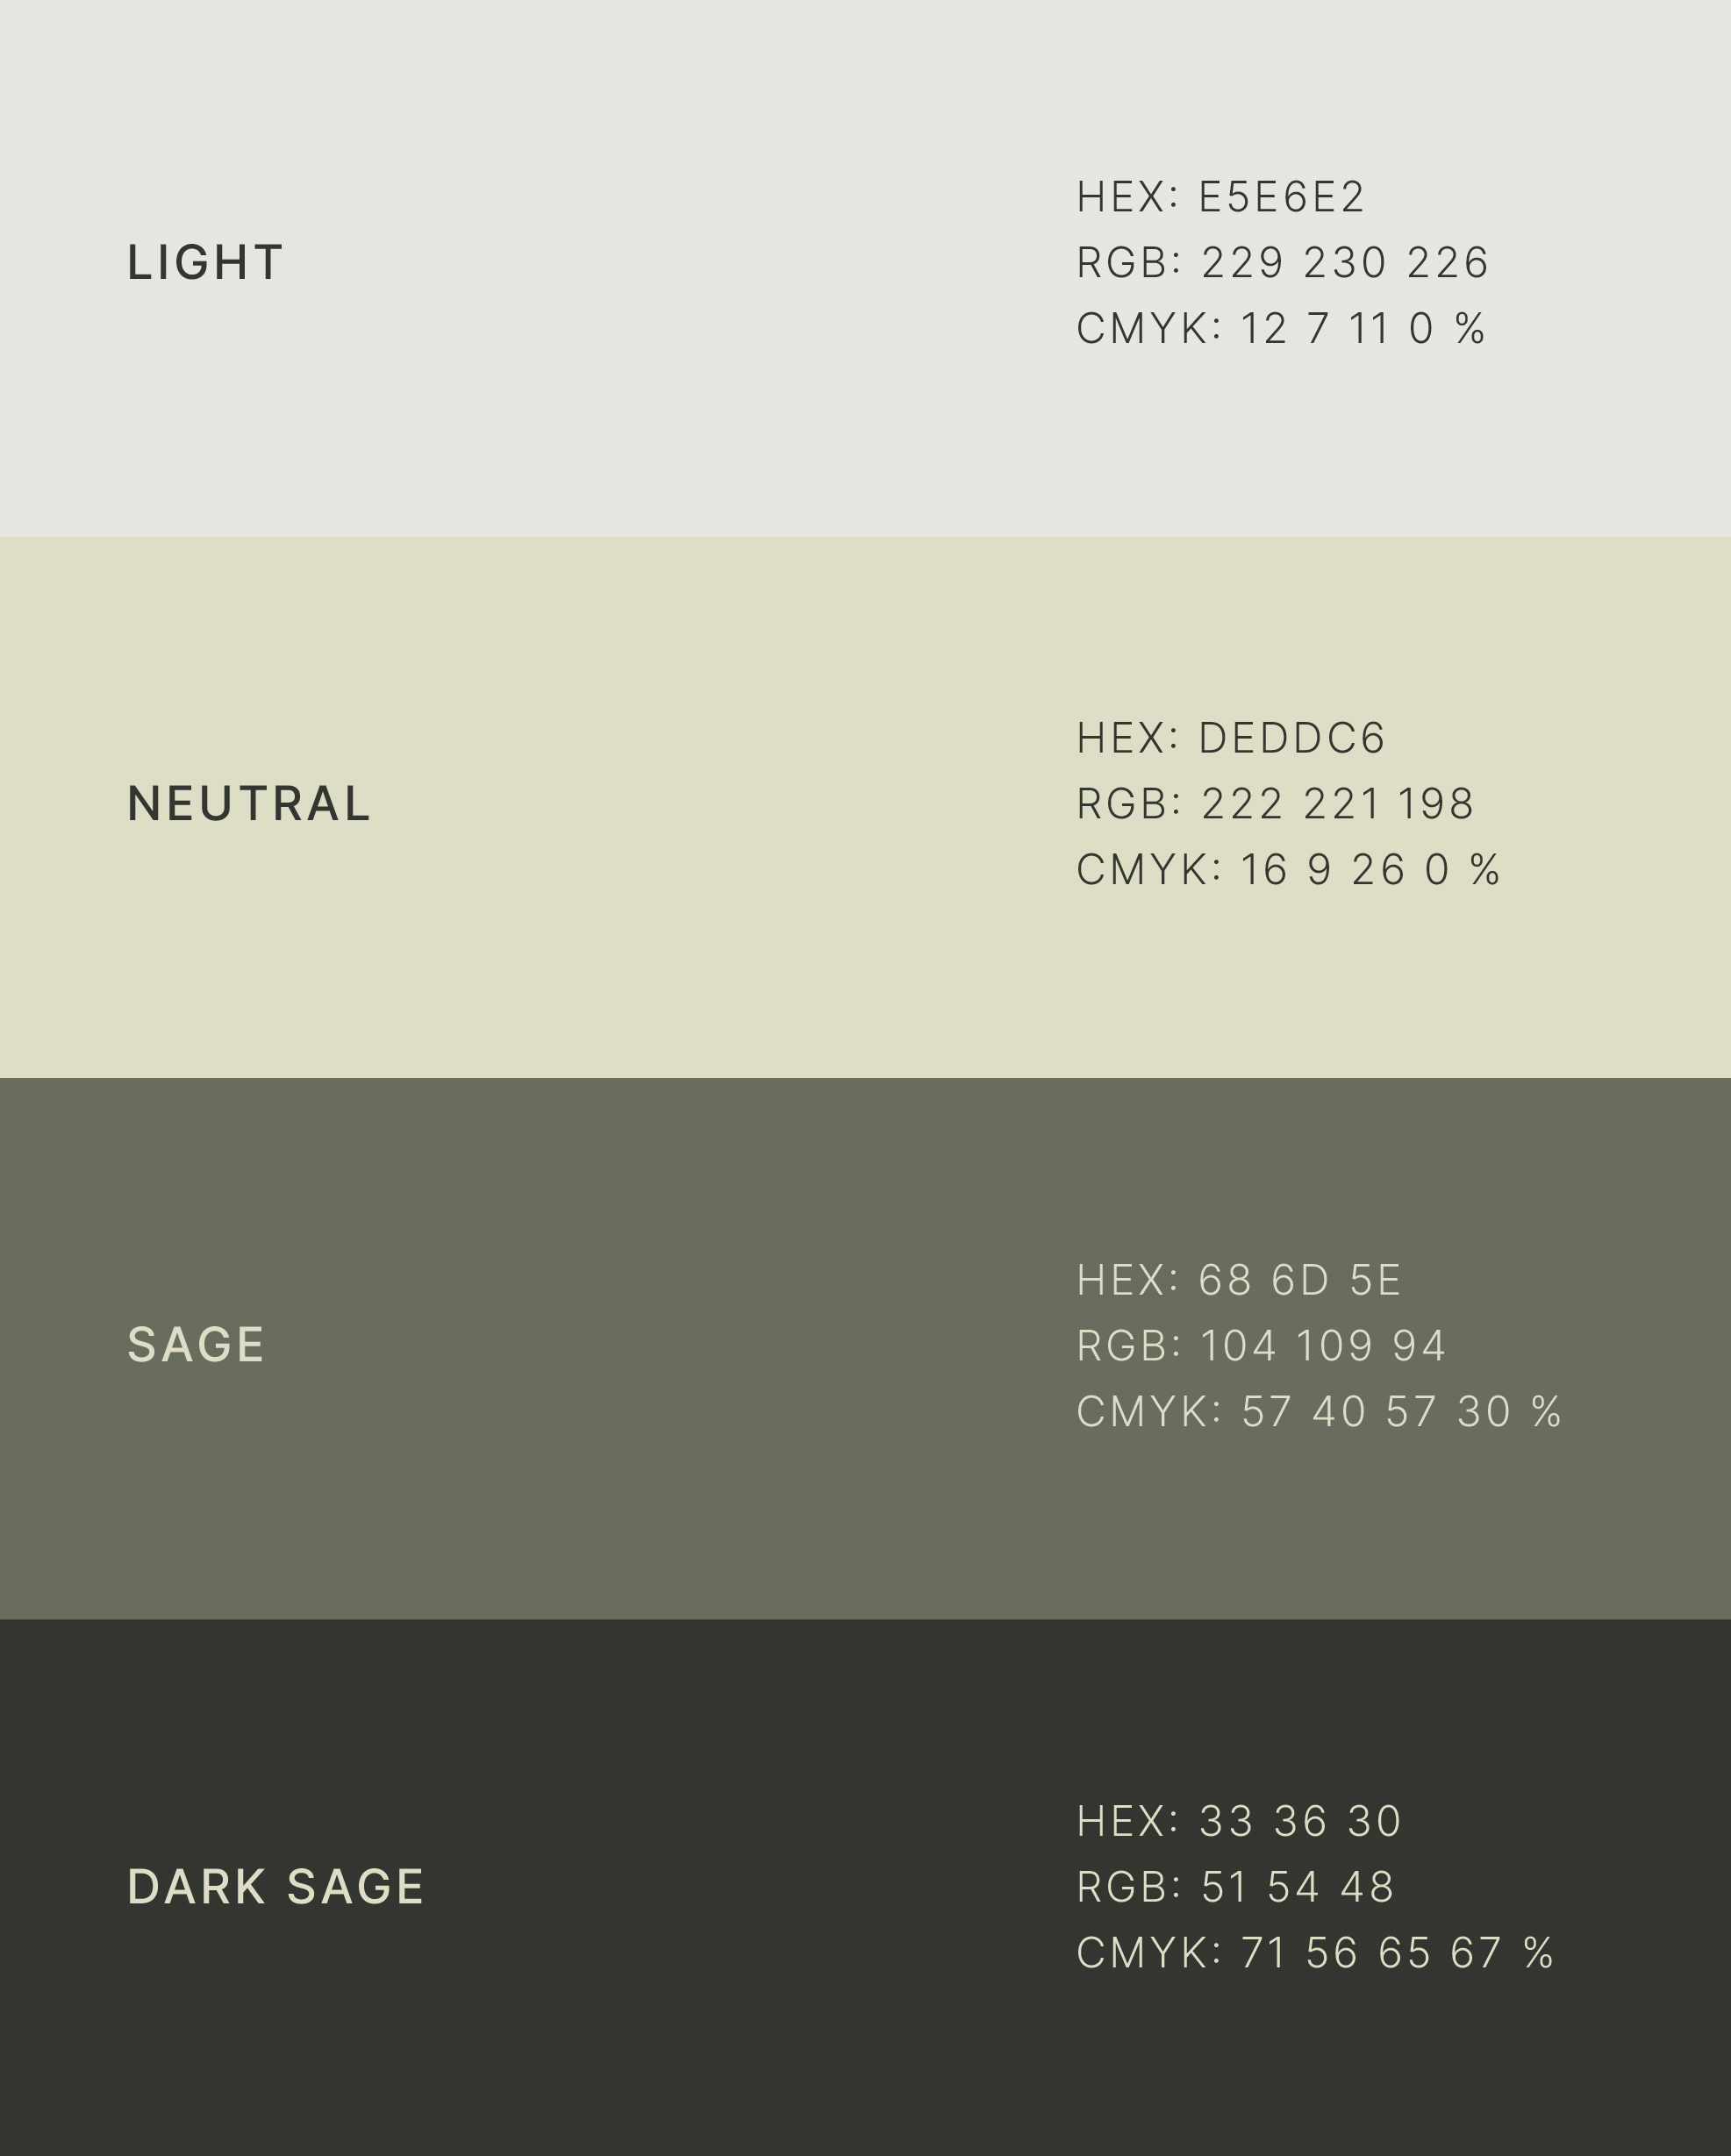 LIGHT
HEX: E5E6E2
RGB: 229 230 226
CMYK: 12 7 11 0 %
NEUTRAL
HEX: DEDDC6
RGB: 222 221 198
CMYK: 16 9 26 0 %
SAGE
HEX: 68 6D 5E
RGB: 104 109 94
CMYK: 57 40 57 30 %
DARK SAGE
HEX: 33 36 30
RGB: 51 54 48
CMYK: 71 56 65 67 %